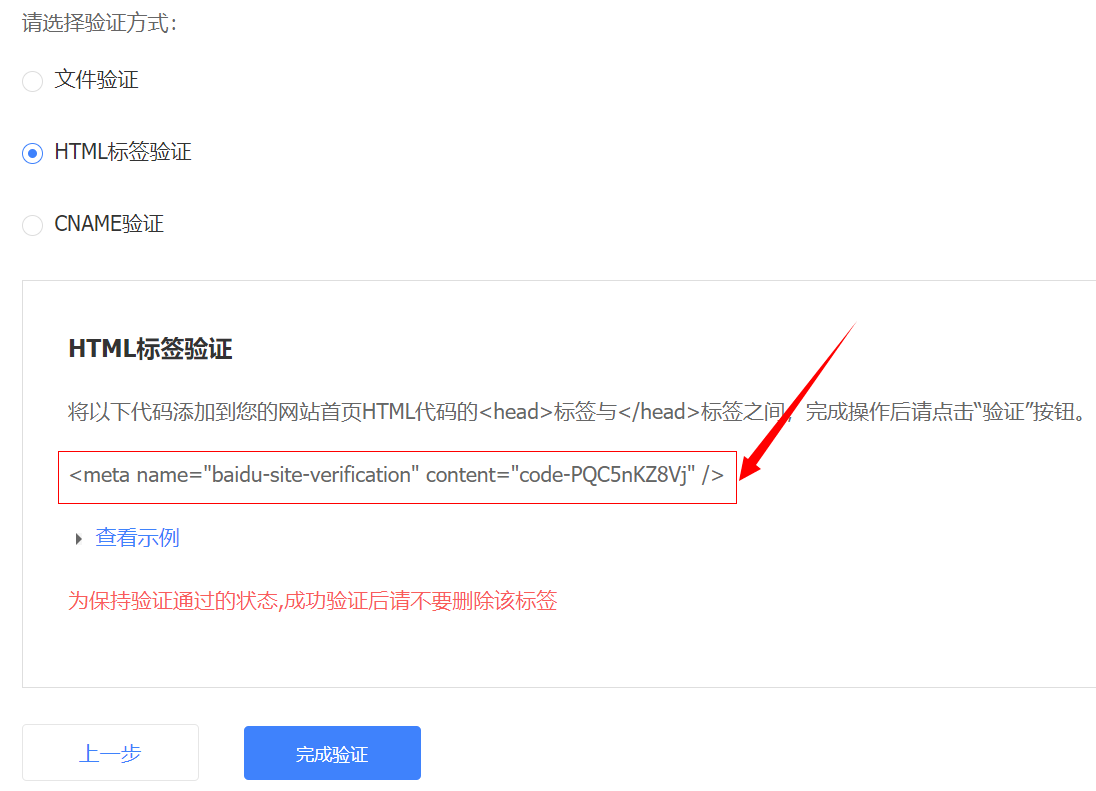 请选择验证方式：
文件验证
HTML标签验证
CNAME验证
HTML标签验证
将以下代码添加到您的网站首页HTML代码的<head>标签与</head>标签之间，完成操作后请点击“验证”按钮。
<meta name="baidu-site-verification" content="code-PQC5nKZ8Vj" />
查看示例
为保持验证通过的状态,成功验证后请不要删除该标签
上一步
完成验证